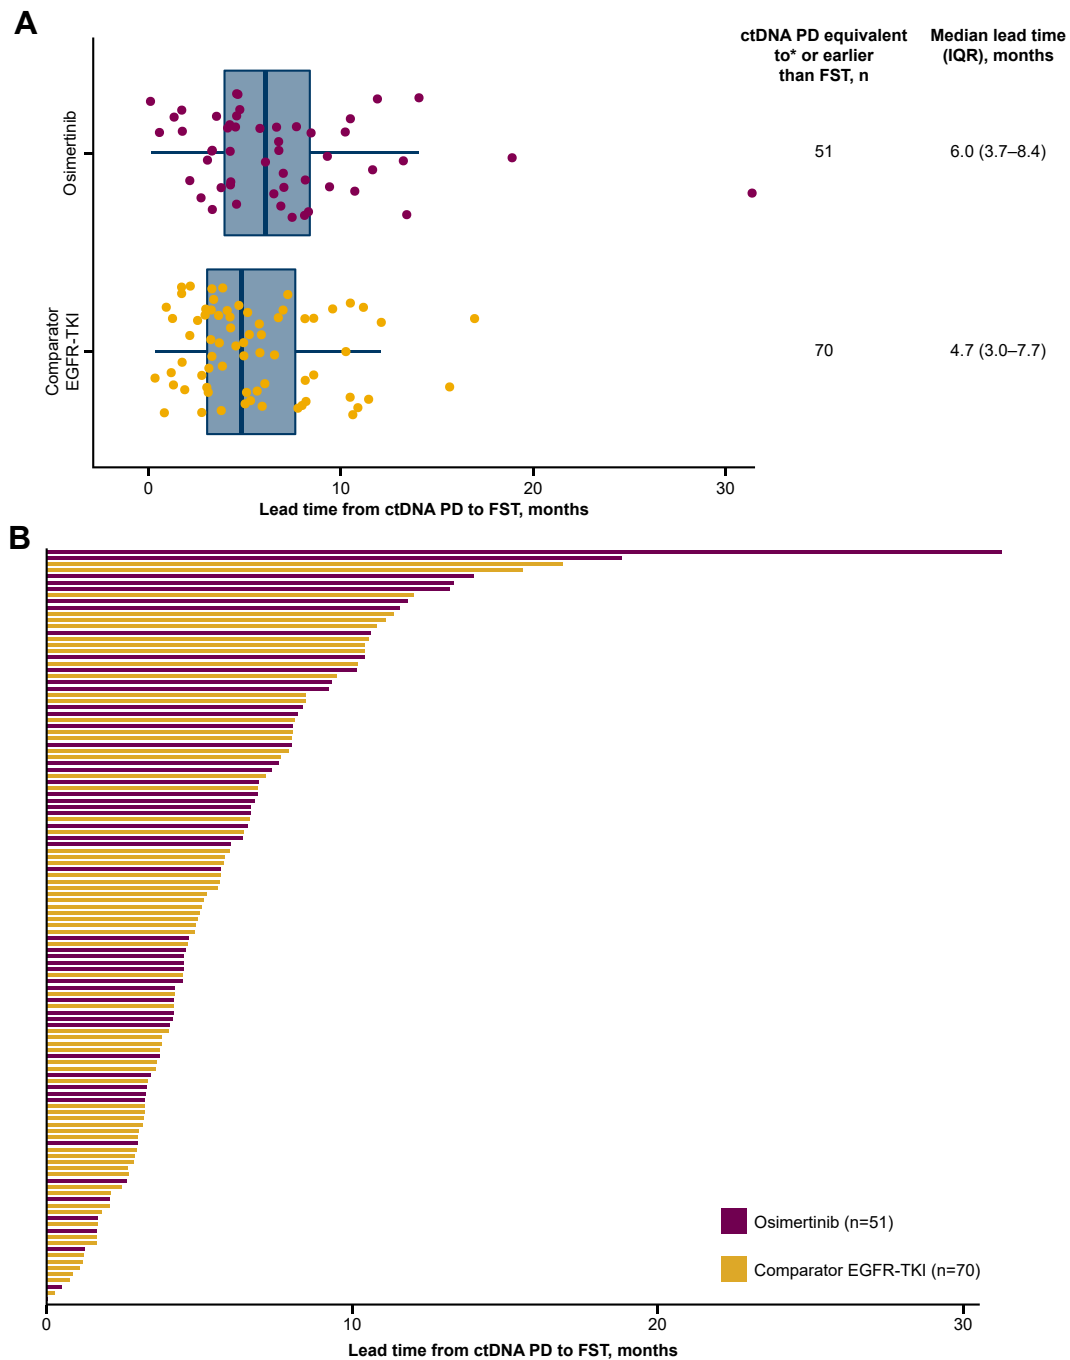 A
ctDNA PD equivalent
to* or earlier
than FST, n
Median lead time
(IQR), months
Osimertinib
51
6.0 (3.7–8.4)
Comparator
EGFR-TKI
70
4.7 (3.0–7.7)
0
10
20
30
Lead time from ctDNA PD to FST, months
B
Osimertinib (n=51)
Comparator EGFR-TKI (n=70)
0
10
20
30
Lead time from ctDNA PD to FST, months